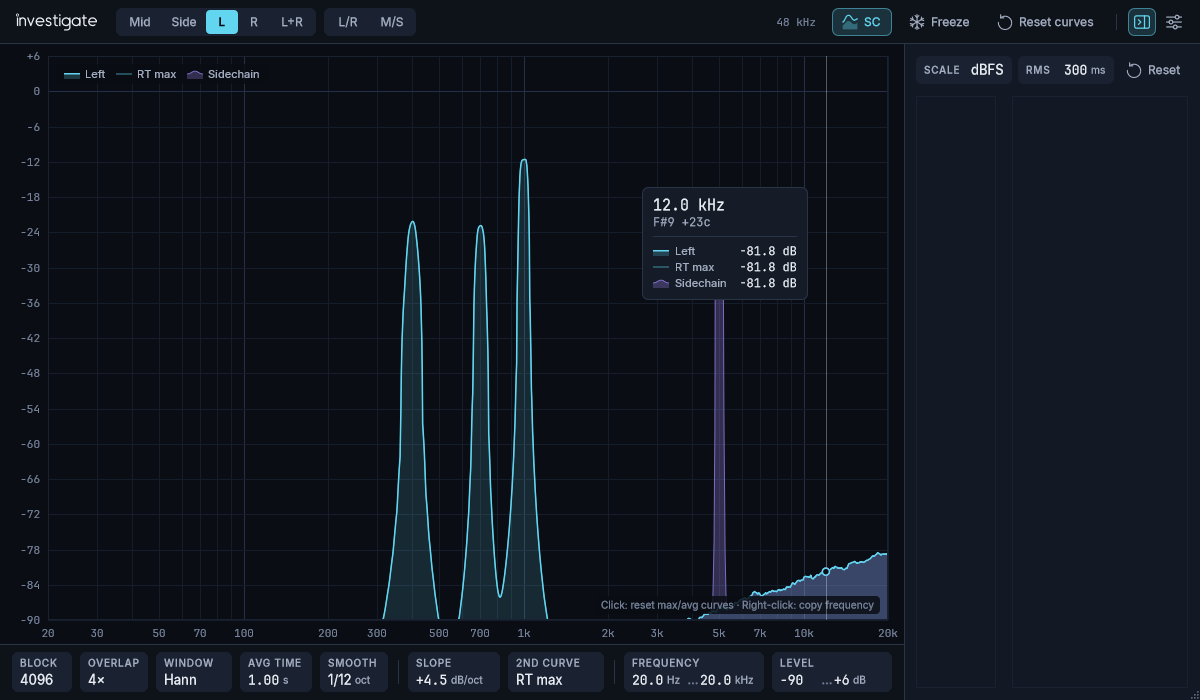 investigate Mid Side L R L+R L/R M/S 48 kHz SC Freeze Reset curves
SCALE dBFS RMS 300 ms Reset
Left RT max Sidechain
+6
0
-6
-12
-18
-24
-30
-36
-42
-48
-54
-60
-66
-72
-78
-84
-90
12.0 kHz
F#9 +23c
Left -81.8 dB
RT max -81.8 dB
Sidechain -81.8 dB
Click: reset max/avg curves · Right-click: copy frequency
20 30 50 70 100 200 300 500 700 1k 2k 3k 5k 7k 10k 20k
BLOCK OVERLAP WINDOW AVG TIME SMOOTH SLOPE 2ND CURVE FREQUENCY LEVEL
4096 4× Hann 1.00 s 1/12 oct +4.5 dB/oct RT max 20.0 Hz ...20.0 kHz -90 ...+6 dB